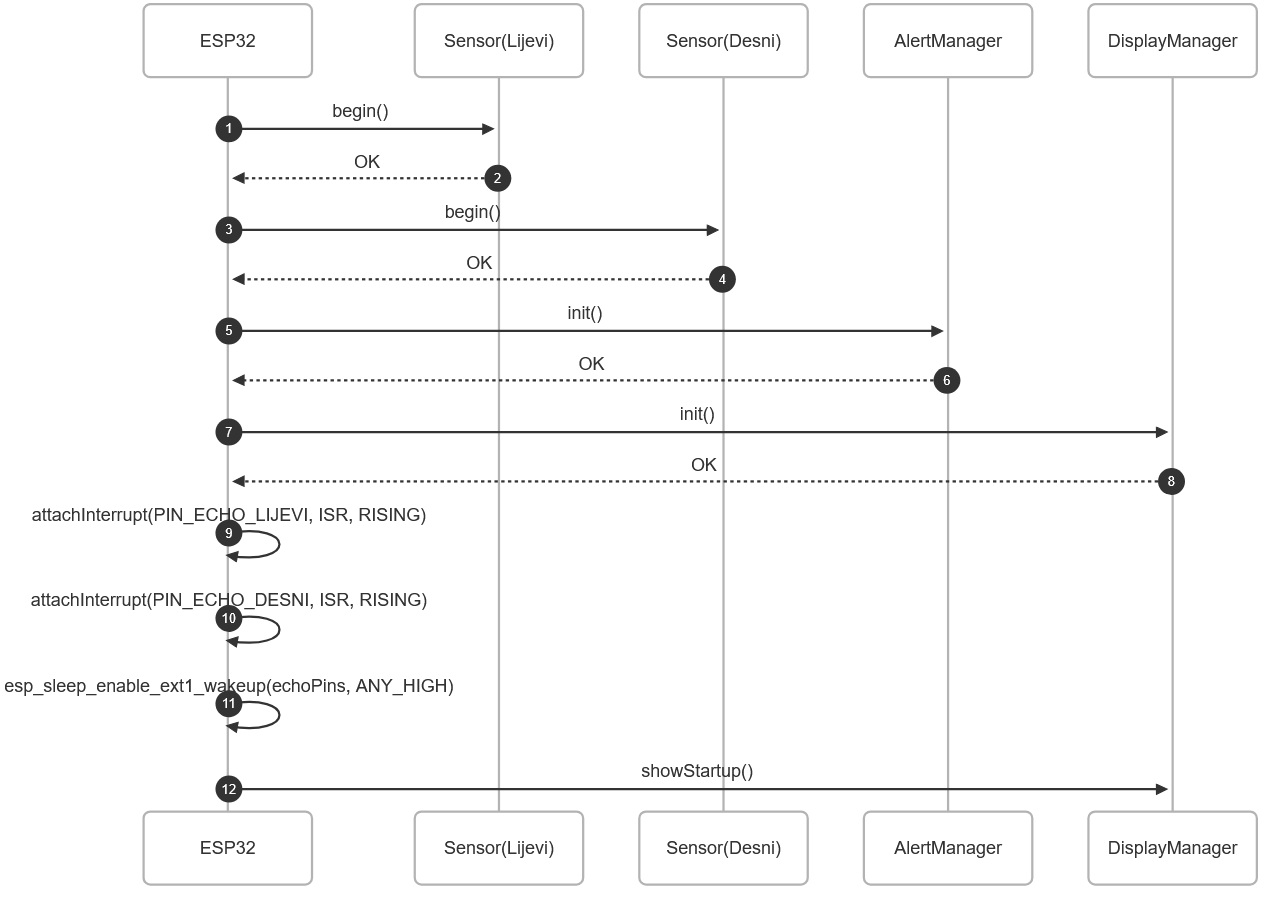 ESP32
Sensor(Lijevi)
Sensor(Desni)
AlertManager
DisplayManager
begin()
1
OK
2
begin()
3
OK
4
init()
5
OK
6
init()
7
OK
8
attachInterrupt(PIN_ECHO_LIJEVI, ISR, RISING)
9
attachInterrupt(PIN_ECHO_DESNI, ISR, RISING)
10
esp_sleep_enable_ext1_wakeup(echoPins, ANY_HIGH)
11
showStartup()
12
ESP32
Sensor(Lijevi)
Sensor(Desni)
AlertManager
DisplayManager